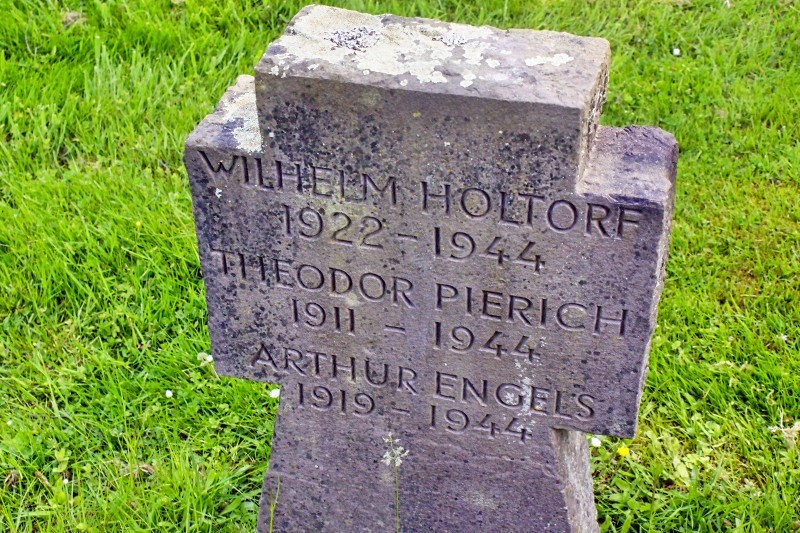 WILHELM HOLTORF
1922 - 1944
THEODOR PIERICH
1911 - 1944
ARTHUR ENGELS
1919 - 1944